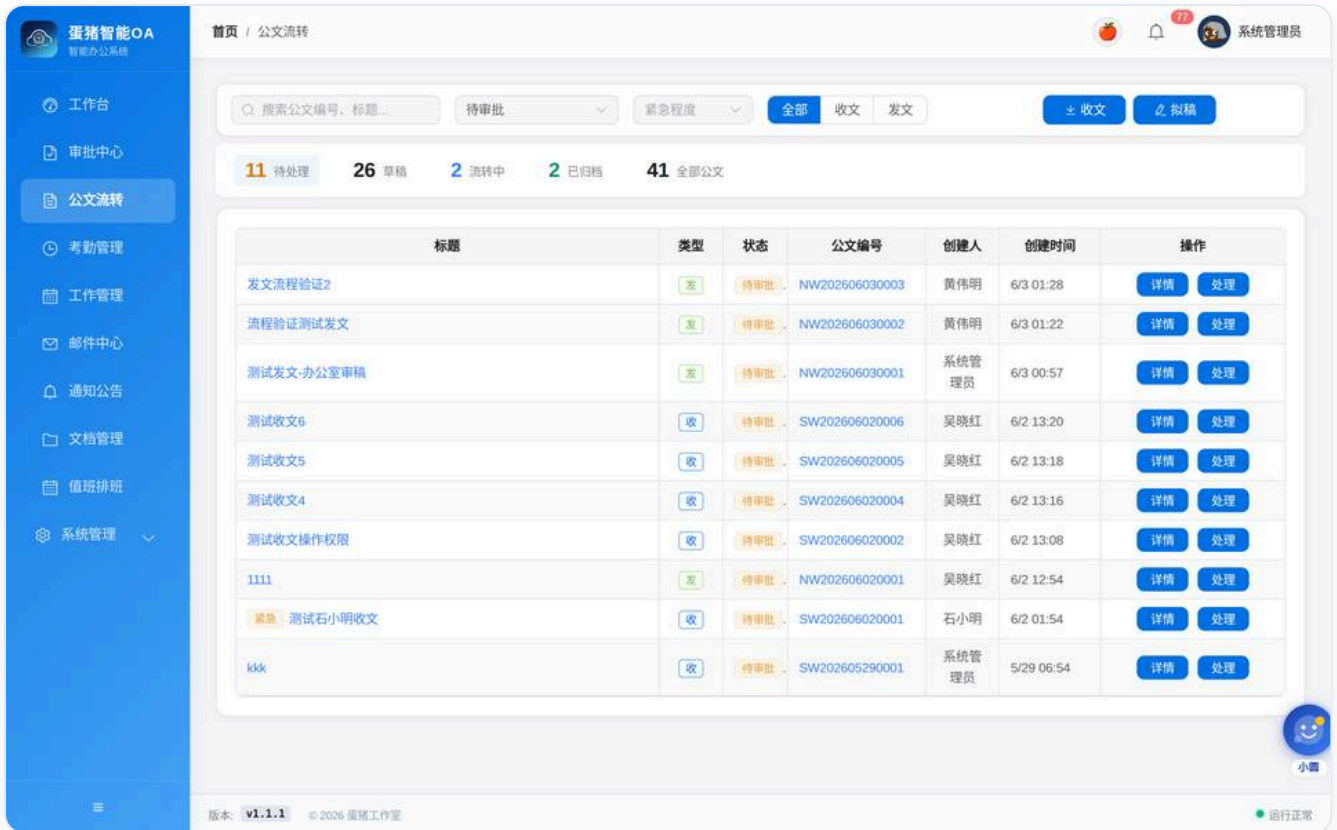 蛋猪智能OA
智能办公系统
首页 / 公文流转
77
系统管理员
工作台
审批中心
公文流转
考勤管理
工作管理
邮件中心
通知公告
文档管理
值班排班
系统管理
搜索公文编号、标题...
待审批
紧急程度
全部 收文 发文
收文
拟稿
11 待处理 26 草稿 2 流转中 2 已归档 41 全部公文
标题 类型 状态 公文编号 创建人 创建时间 操作
发文流程验证2 发 待审批 . NW202606030003 黄伟明 6/3 01:28 详情 处理
流程验证测试发文 发 待审批 . NW202606030002 黄伟明 6/3 01:22 详情 处理
测试发文-办公室审稿 发 待审批 . NW202606030001 系统管理员 6/3 00:57 详情 处理
测试收文6 收 待审批 . SW202606020006 吴晓红 6/2 13:20 详情 处理
测试收文5 收 待审批 . SW202606020005 吴晓红 6/2 13:18 详情 处理
测试收文4 收 待审批 . SW202606020004 吴晓红 6/2 13:16 详情 处理
测试收文操作权限 收 待审批 . SW202606020002 吴晓红 6/2 13:08 详情 处理
1111 发 待审批 . NW202606020001 吴晓红 6/2 12:54 详情 处理
紧急 测试石小明收文 收 待审批 . SW202606020001 石小明 6/2 01:54 详情 处理
kkk 收 待审批 . SW202605290001 系统管理员 5/29 06:54 详情 处理
小圆
版本: v1.1.1 © 2026 蛋猪工作室
运行正常